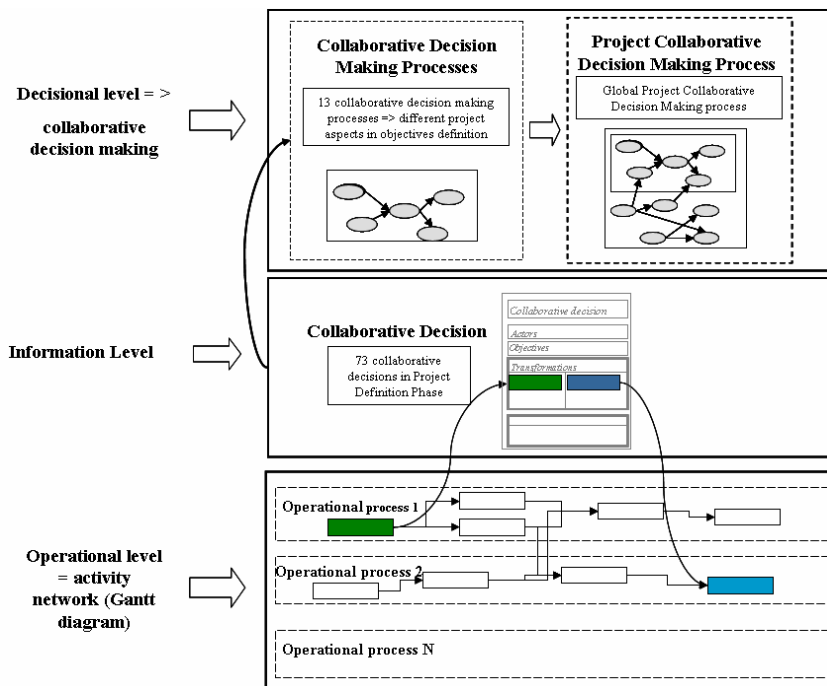 Decisional level = >
collaborative
decision making
Collaborative Decision
Making Processes
13 collaborative decision making
processes => different project
aspects in objectives definition
Project Collaborative
Decision Making Process
Global Project Collaborative
Decision Making process
Information Level
Collaborative Decision
73 collaborative
decisions in Project
Definition Phase
Collaborative decision
Actors
Objectives
Transformations
Operational level
= activity
network (Gantt
diagram)
Operational process 1
Operational process 2
Operational process N